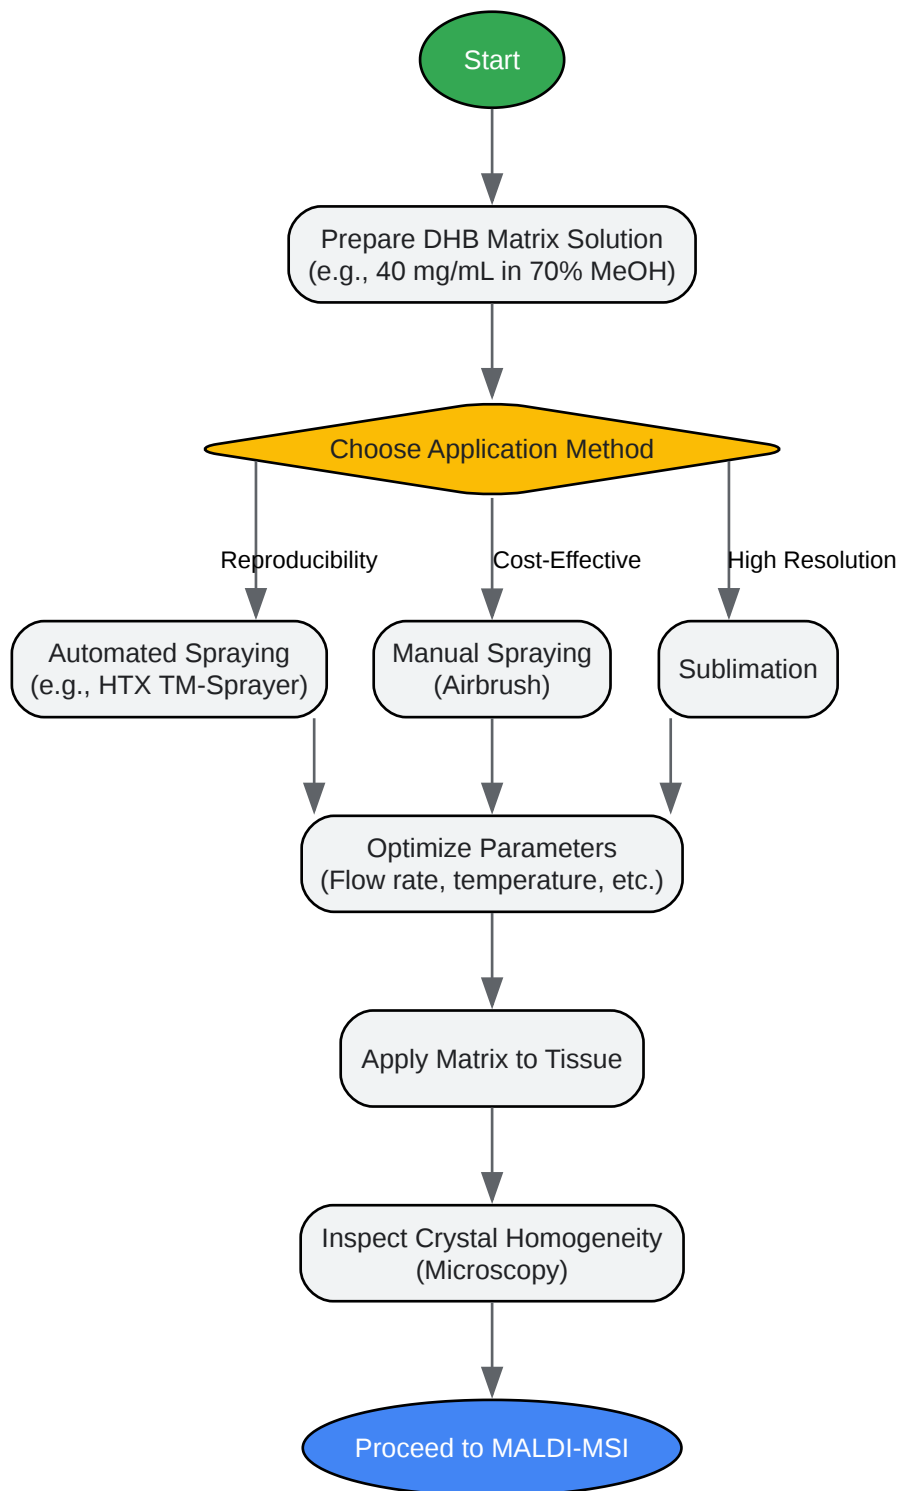 Start
Prepare DHB Matrix Solution
(e.g., 40 mg/mL in 70% MeOH)
Choose Application Method
Reproducibility
Cost-Effective
High Resolution
Automated Spraying
(e.g., HTX TM-Sprayer)
Manual Spraying
(Airbrush)
Sublimation
Optimize Parameters
(Flow rate, temperature, etc.)
Apply Matrix to Tissue
Inspect Crystal Homogeneity
(Microscopy)
Proceed to MALDI-MSI